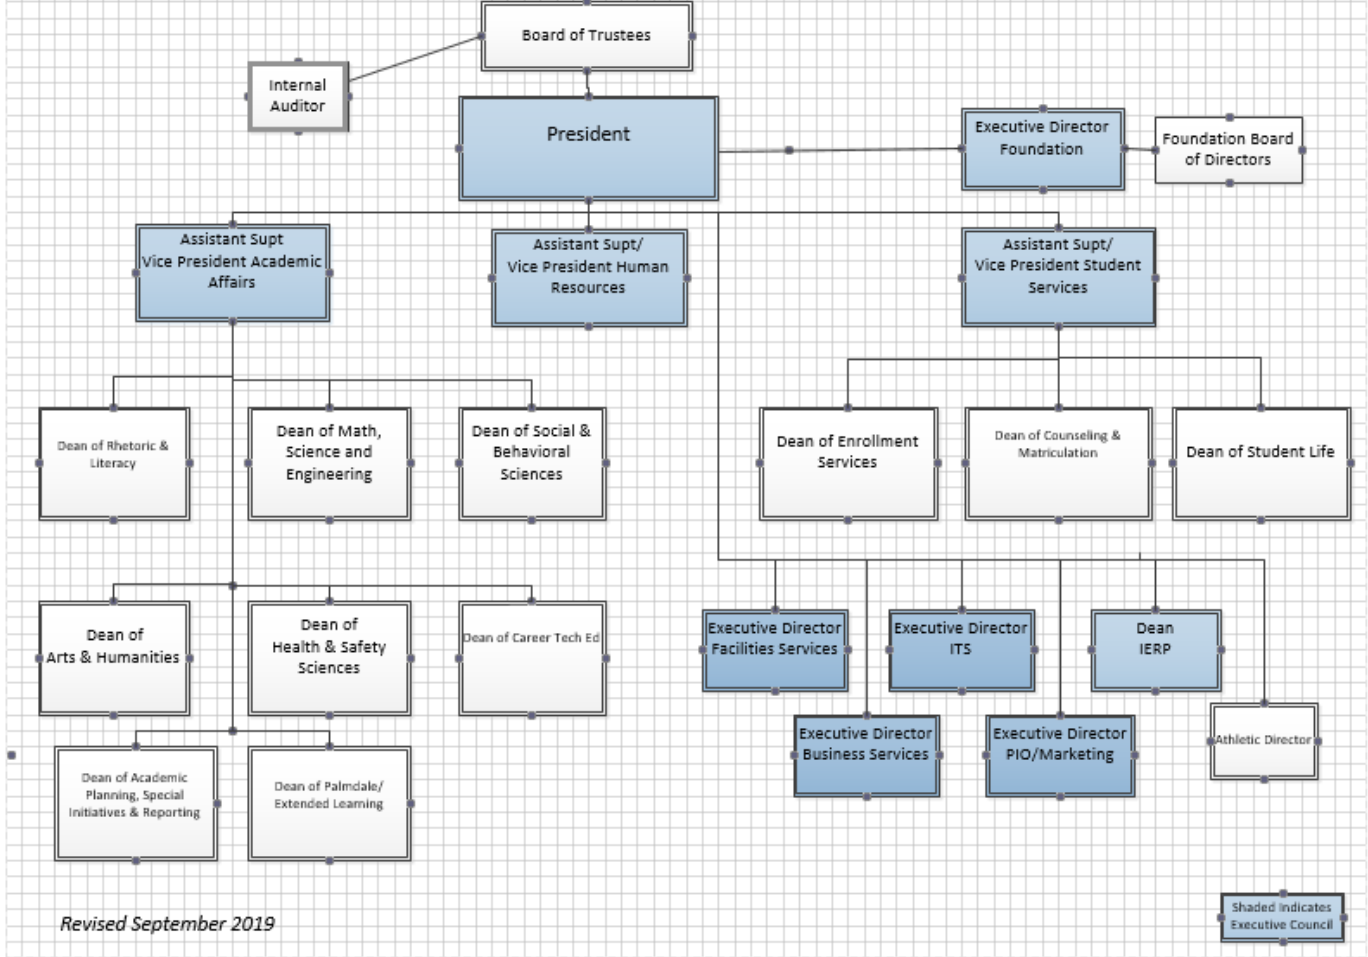 Board of Trustees
Internal
Auditor
President
Executive Director
Foundation
Foundation Board
of Directors
Assistant Supt
Vice President Academic
Affairs
Assistant Supt/
Vice President Human
Resources
Assistant Supt/
Vice President Student
Services
Dean of Rhetoric &
Literacy
Dean of Math,
Science and
Engineering
Dean of Social &
Behavioral
Sciences
Dean of Enrollment
Services
Dean of Counseling &
Matriculation
Dean of Student Life
Dean of
Arts & Humanities
Dean of
Health & Safety
Sciences
Dean of Career Tech Ed
Executive Director
Facilities Services
Executive Director
ITS
Dean
IERP
Executive Director
Business Services
Executive Director
PIO/Marketing
Athletic Director
Dean of Academic
Planning, Special
Initiatives & Reporting
Dean of Palmdale/
Extended Learning
Revised September 2019
Shaded Indicates
Executive Council